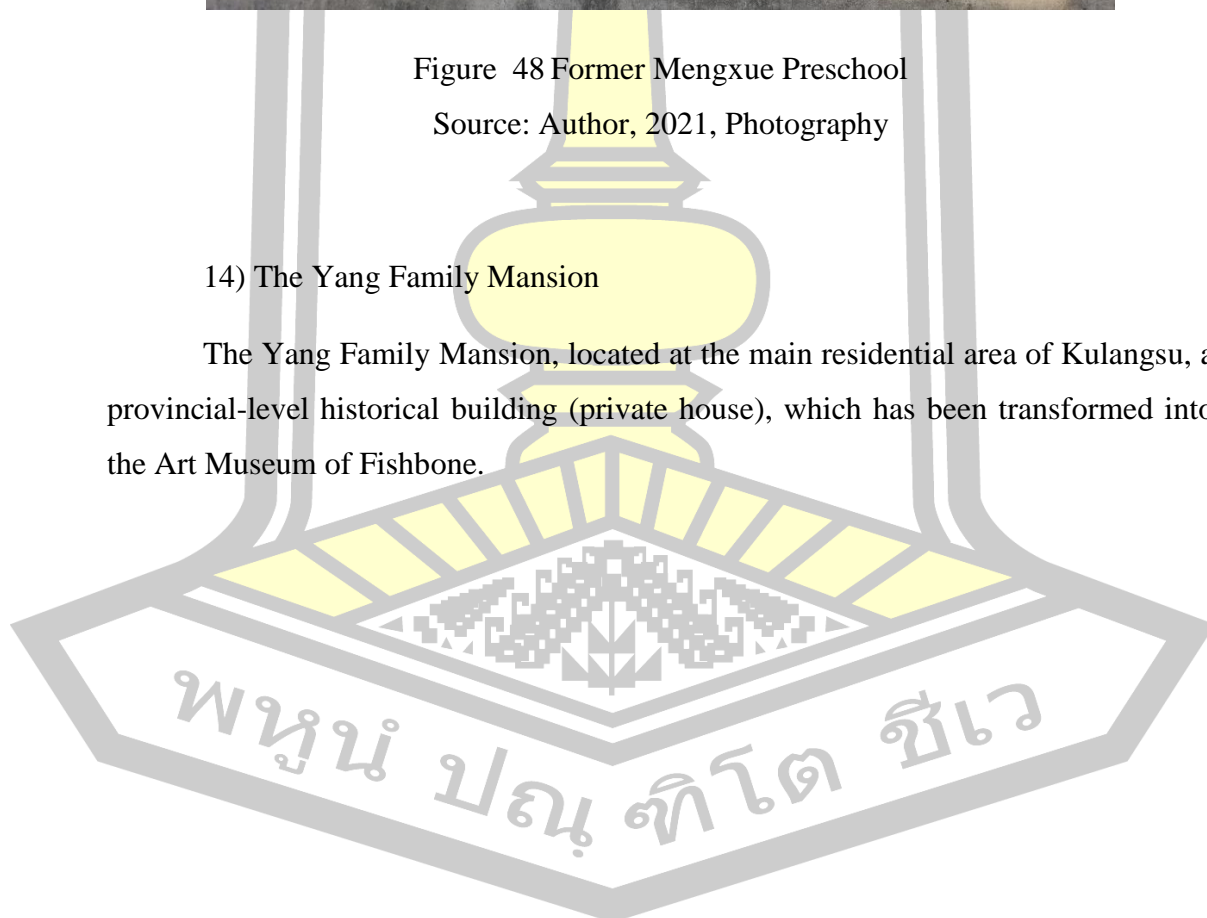 Figure  48 Former Mengxue Preschool
Source: Author, 2021, Photography
14) The Yang Family Mansion
The Yang Family Mansion, located at the main residential area of Kulangsu, a
provincial-level historical building (private house), which has been transformed into
the Art Museum of Fishbone.
พหูนํ ปณฺฑิโต ชีเว